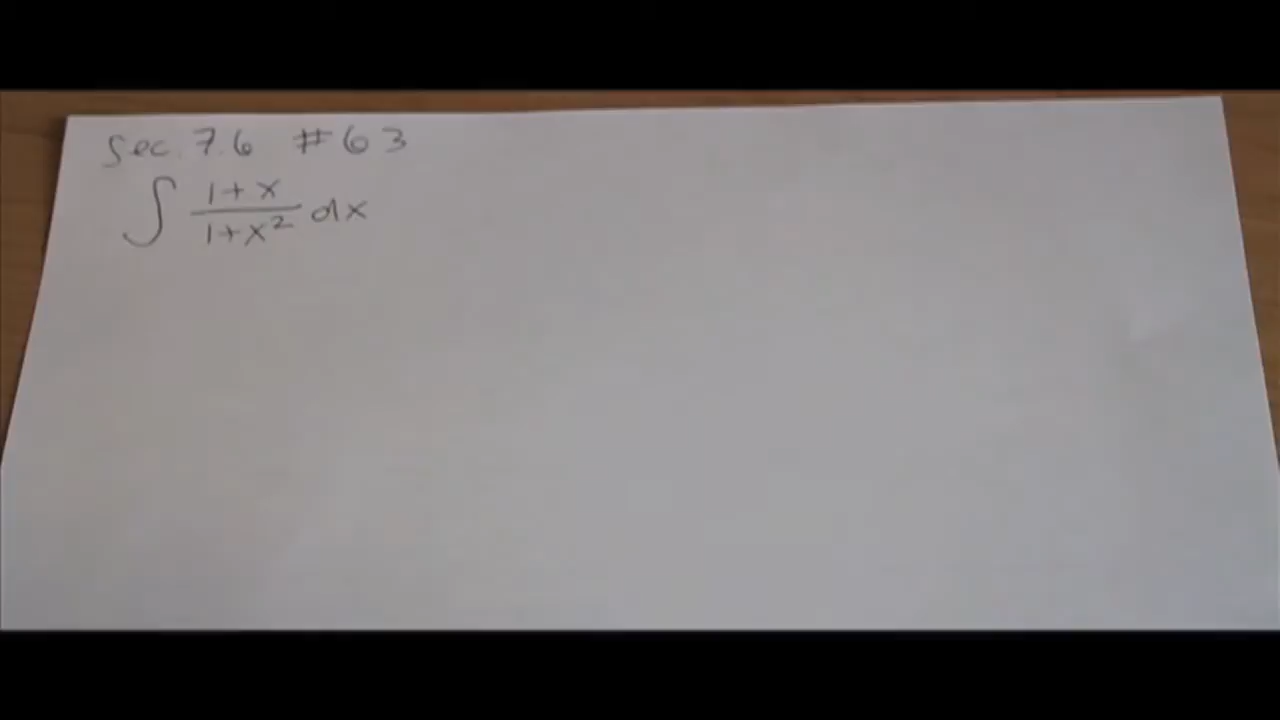 Sec. 7.6 #63
∫ (1+x)/(1+x²) dx